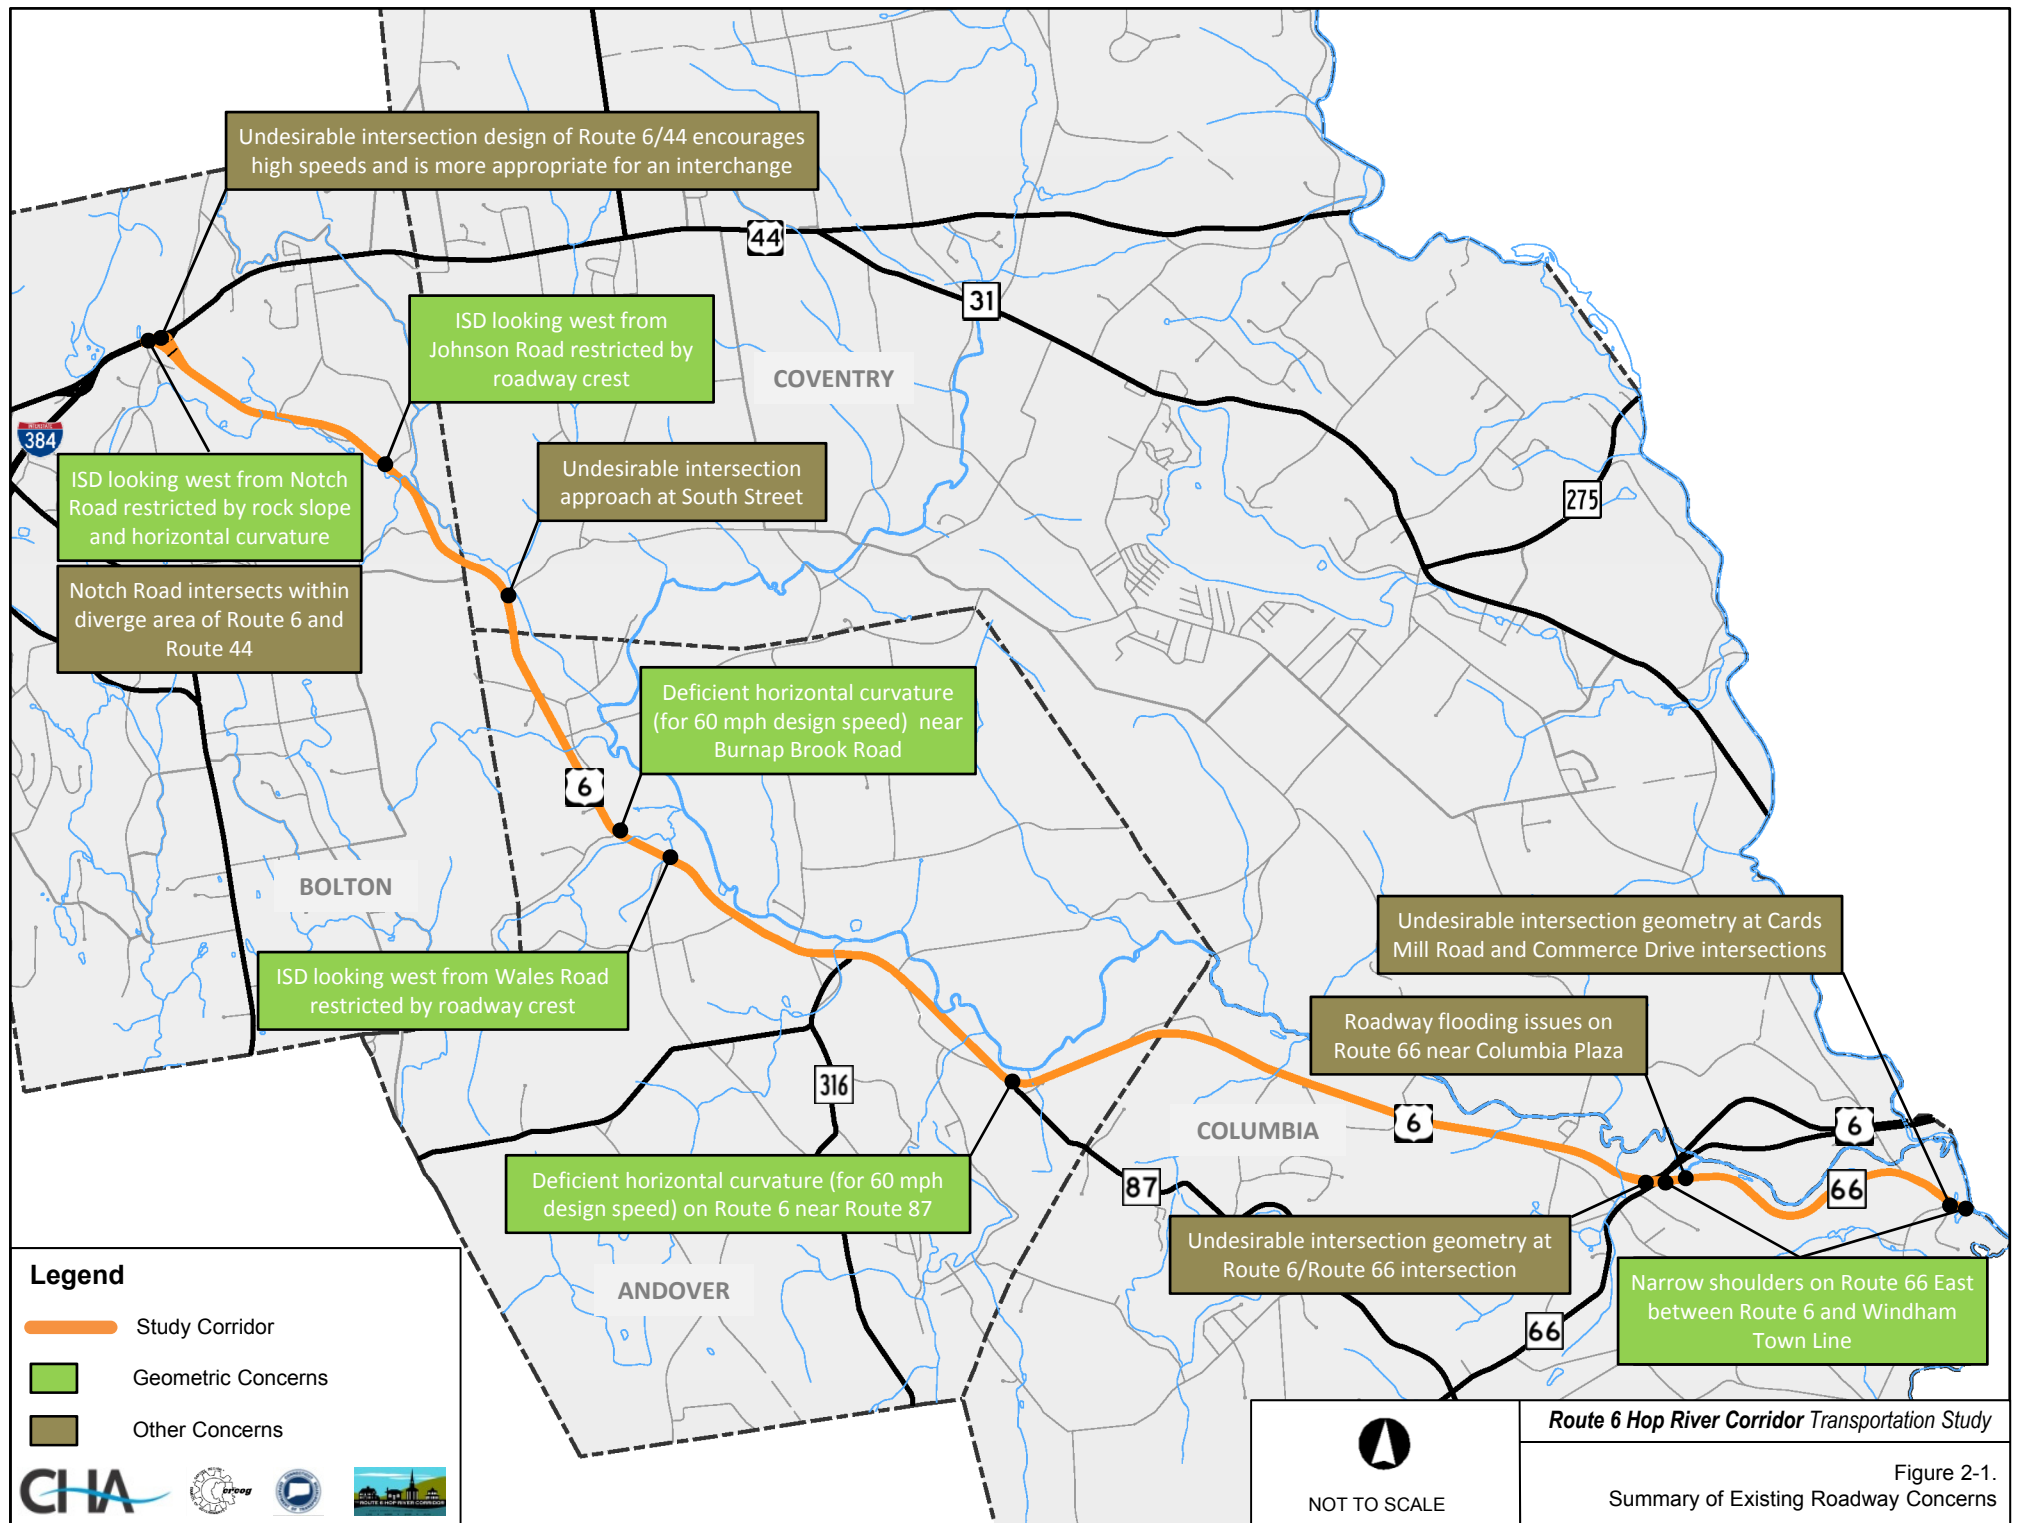 Undesirable intersection design of Route 6/44 encourages
high speeds and is more appropriate for an interchange
44
31
ISD looking west from
Johnson Road restricted by
roadway crest
COVENTRY
INTERSTATE
384
ISD looking west from Notch
Road restricted by rock slope
and horizontal curvature
Undesirable intersection
approach at South Street
275
Notch Road intersects within
diverge area of Route 6 and
Route 44
Deficient horizontal curvature
(for 60 mph design speed) near
Burnap Brook Road
6
BOLTON
Undesirable intersection geometry at Cards
Mill Road and Commerce Drive intersections
ISD looking west from Wales Road
restricted by roadway crest
Roadway flooding issues on
Route 66 near Columbia Plaza
316
COLUMBIA
6
6
Deficient horizontal curvature (for 60 mph
design speed) on Route 6 near Route 87
87
66
Undesirable intersection geometry at
Route 6/Route 66 intersection
Narrow shoulders on Route 66 East
between Route 6 and Windham
Town Line
ANDOVER
66
Legend
Study Corridor
Geometric Concerns
Other Concerns
CHA
crcog
ROUTE 6 HOP RIVER CORRIDOR
NOT TO SCALE
Route 6 Hop River Corridor Transportation Study
Figure 2-1.
Summary of Existing Roadway Concerns